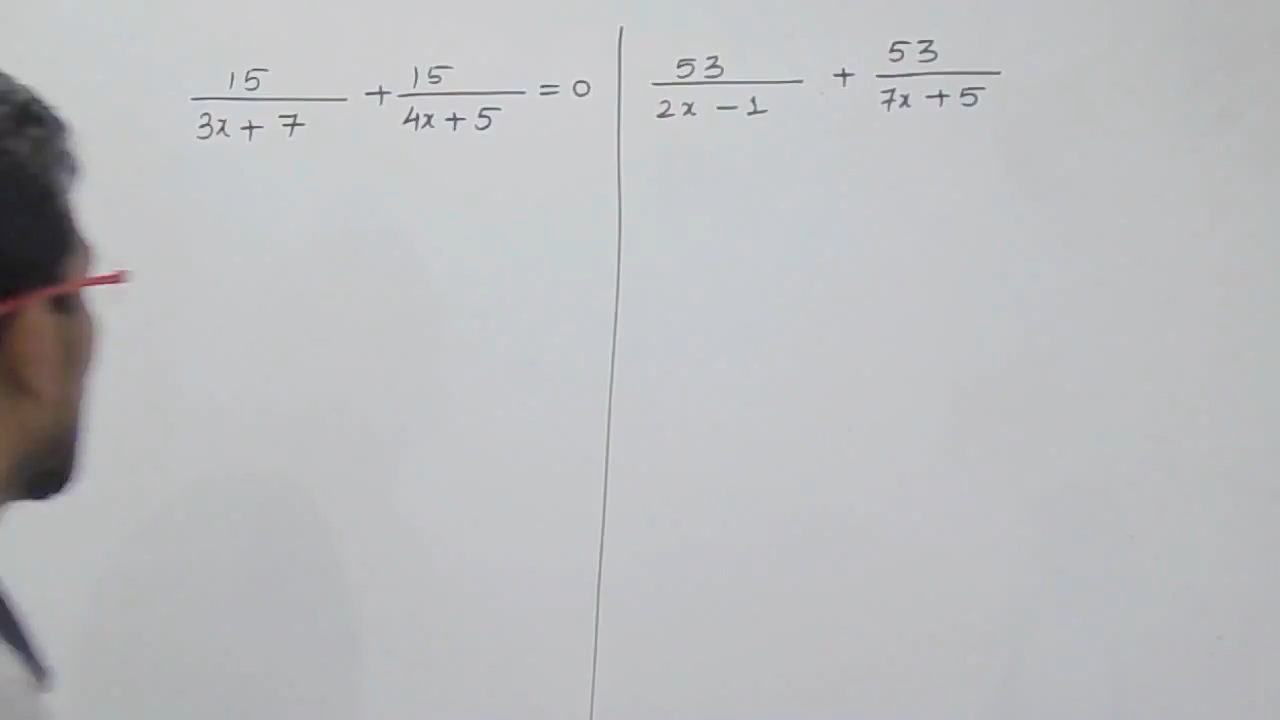 15/(3x + 7) + 15/(4x + 5) = 0
53/(2x - 1) + 53/(7x + 5)